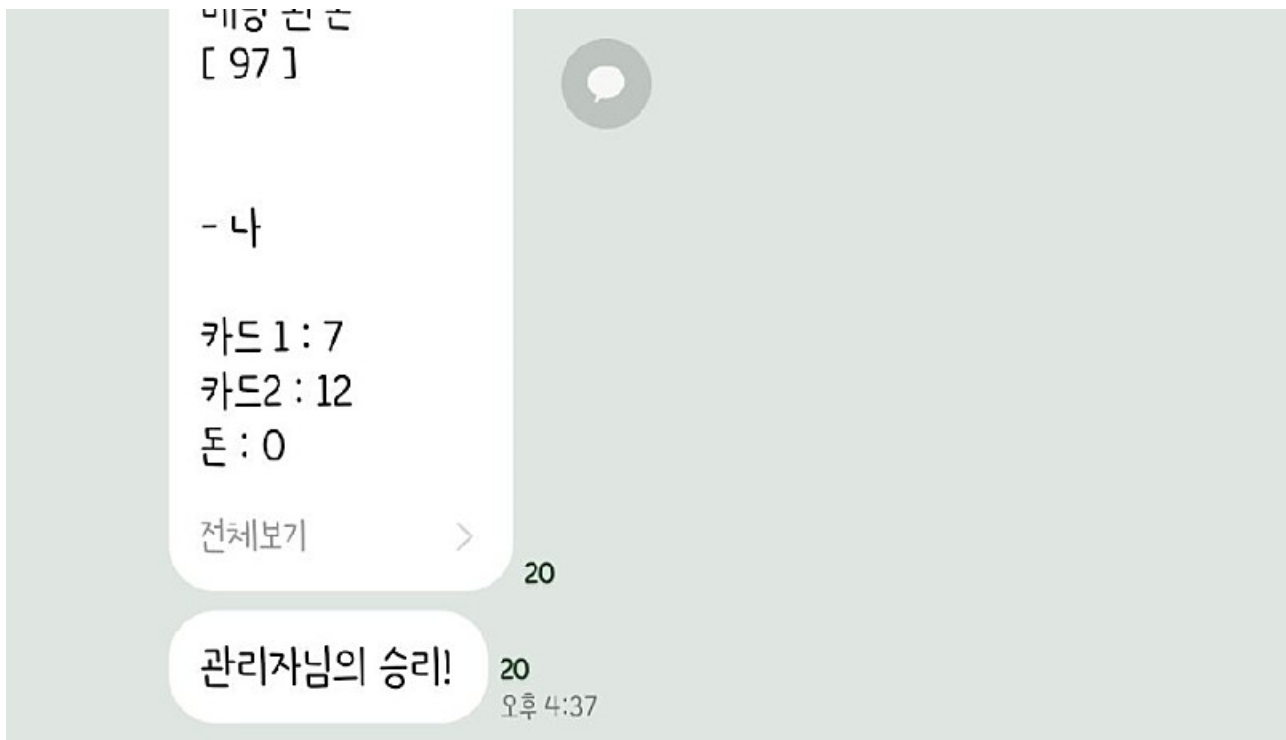 [ 97 ]
- 나
카드 1 : 7
카드2 : 12
돈 : 0
전체보기
20
관리자님의 승리!
20
오후 4:37